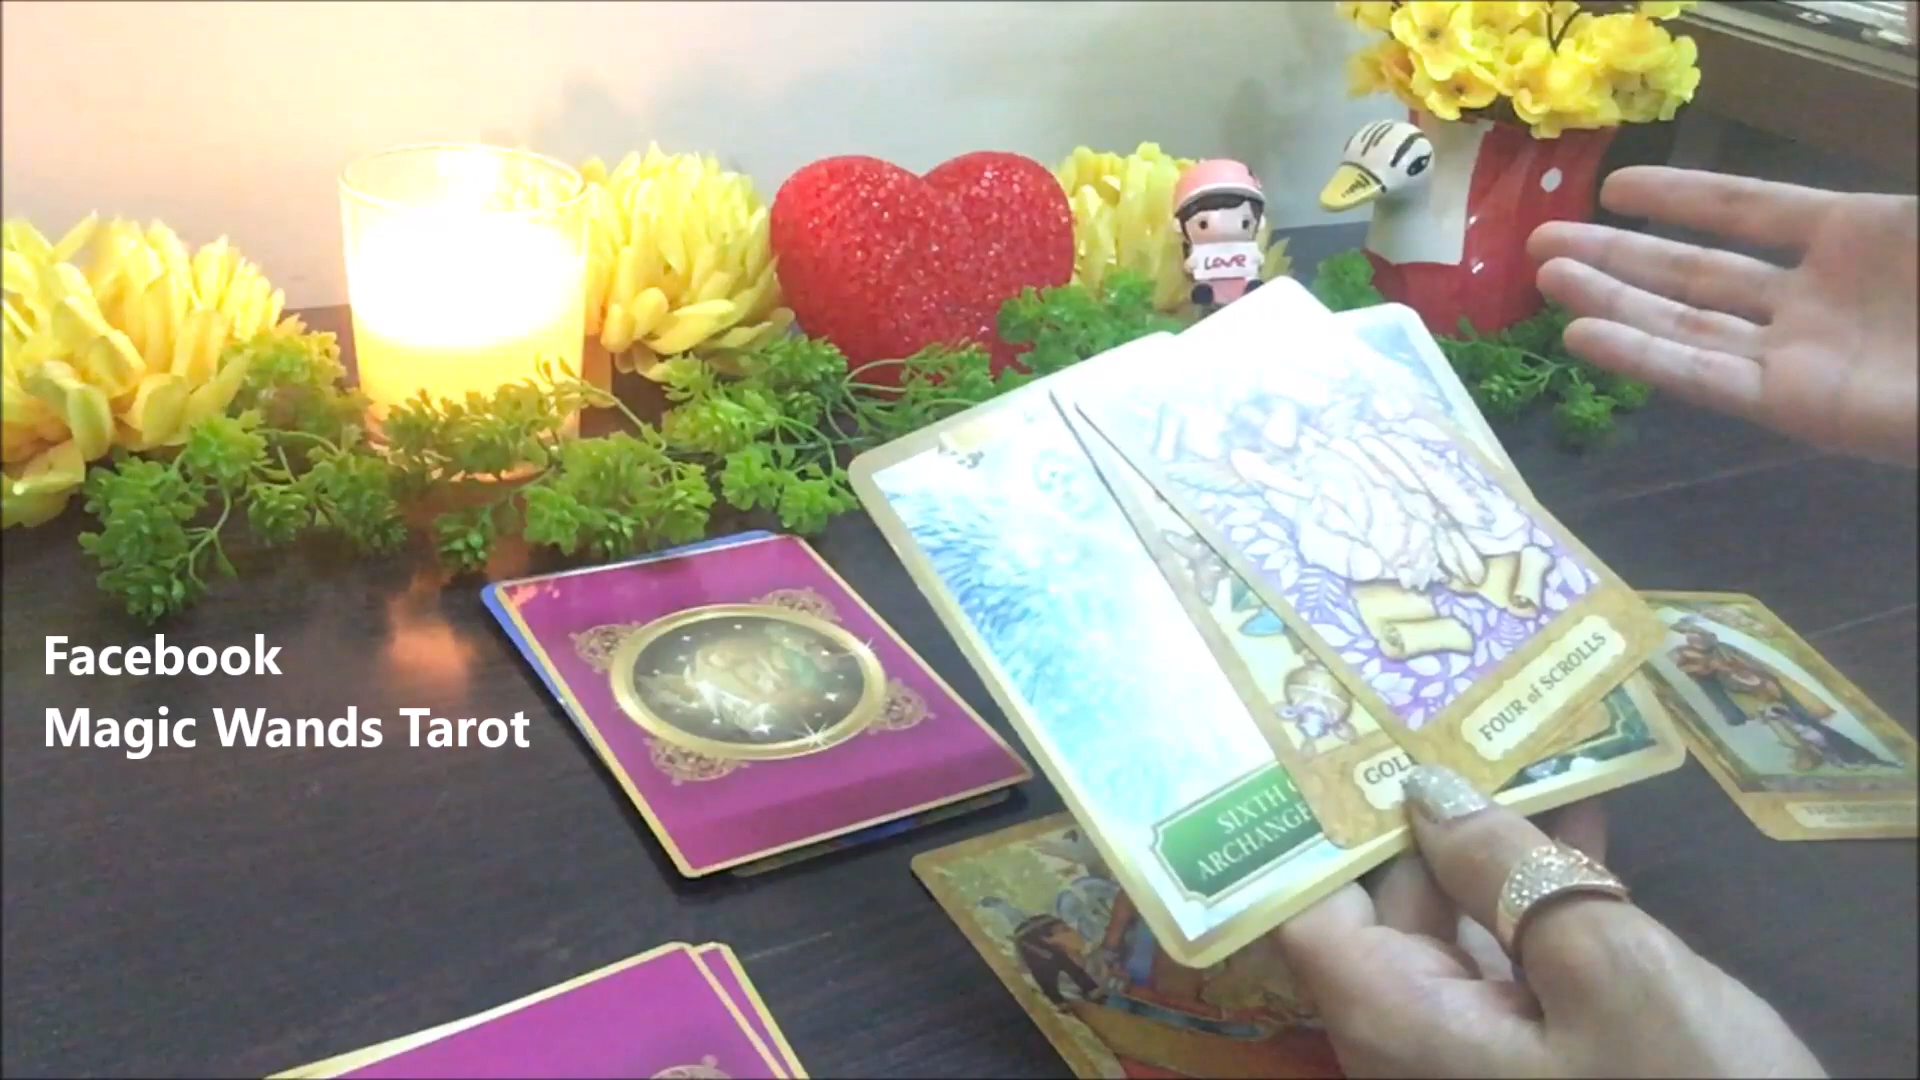 Love
FOUR of SCROLLS
GOL
SIXTH
ARCHANGE
Facebook
Magic Wands Tarot